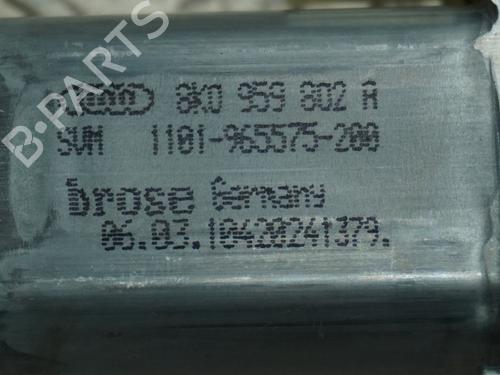 B-PARTS
8K0 959 802 A
SVM 1101-965575-200
brose Germany
06.03.10420241379.